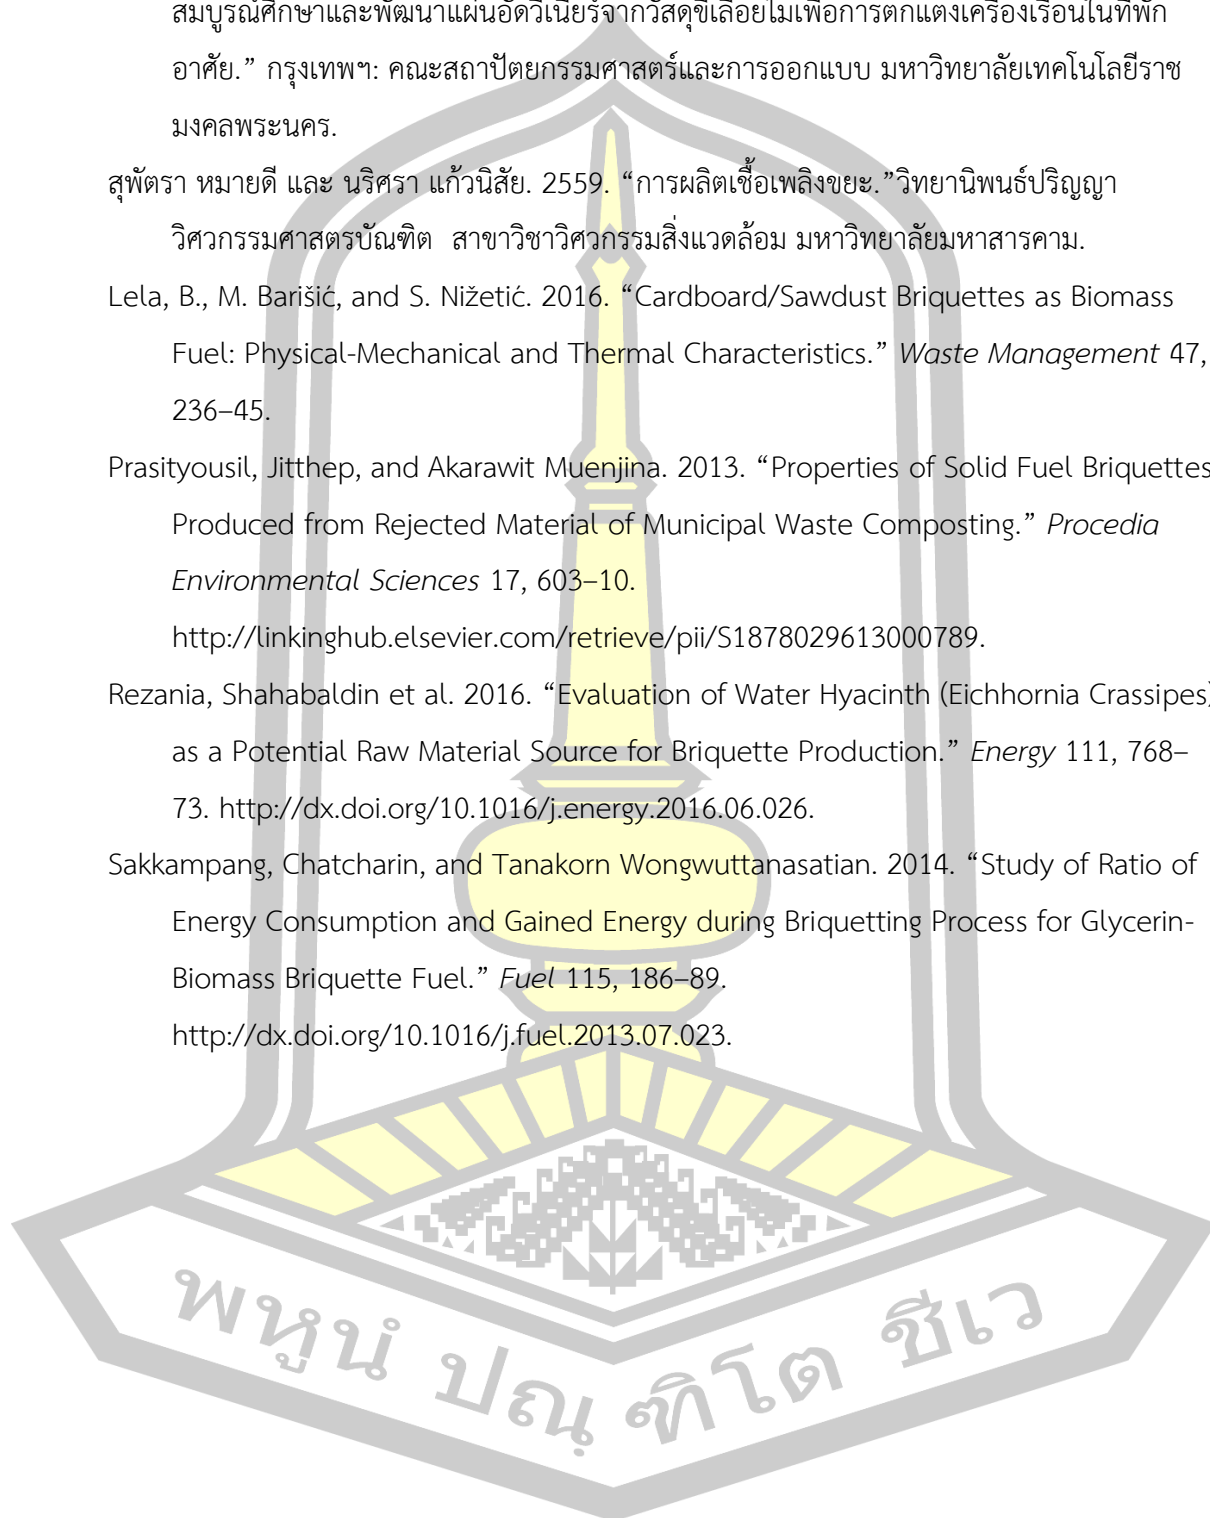 สมบูรณ์ศึกษาและพัฒนาแผ่นอัดวีเนียร์จากวัสดุขี้เลื่อยไม้เพื่อการตกแต่งเครื่องเรือนในที่พัก
อาศัย.” กรุงเทพฯ: คณะสถาปัตยกรรมศาสตร์และการออกแบบ มหาวิทยาลัยเทคโนโลยีราช
มงคลพระนคร.
สุพัตรา หมายดี และ นริศรา แก้วนิสัย. 2559. “การผลิตเชื้อเพลิงขยะ.”วิทยานิพนธ์ปริญญา
วิศวกรรมศาสตรบัณฑิต สาขาวิชาวิศวกรรมสิ่งแวดล้อม มหาวิทยาลัยมหาสารคาม.
Lela, B., M. Barišić, and S. Nižetić. 2016. “Cardboard/Sawdust Briquettes as Biomass
Fuel: Physical-Mechanical and Thermal Characteristics.” Waste Management 47,
236–45.
Prasityousil, Jitthep, and Akarawit Muenjina. 2013. “Properties of Solid Fuel Briquettes
Produced from Rejected Material of Municipal Waste Composting.” Procedia
Environmental Sciences 17, 603–10.
http://linkinghub.elsevier.com/retrieve/pii/S1878029613000789.
Rezania, Shahabaldin et al. 2016. “Evaluation of Water Hyacinth (Eichhornia Crassipes)
as a Potential Raw Material Source for Briquette Production.” Energy 111, 768–
73. http://dx.doi.org/10.1016/j.energy.2016.06.026.
Sakkampang, Chatcharin, and Tanakorn Wongwuttanasatian. 2014. “Study of Ratio of
Energy Consumption and Gained Energy during Briquetting Process for Glycerin-
Biomass Briquette Fuel.” Fuel 115, 186–89.
http://dx.doi.org/10.1016/j.fuel.2013.07.023.
พหูนํ ปณฺฑิโต ชีเว